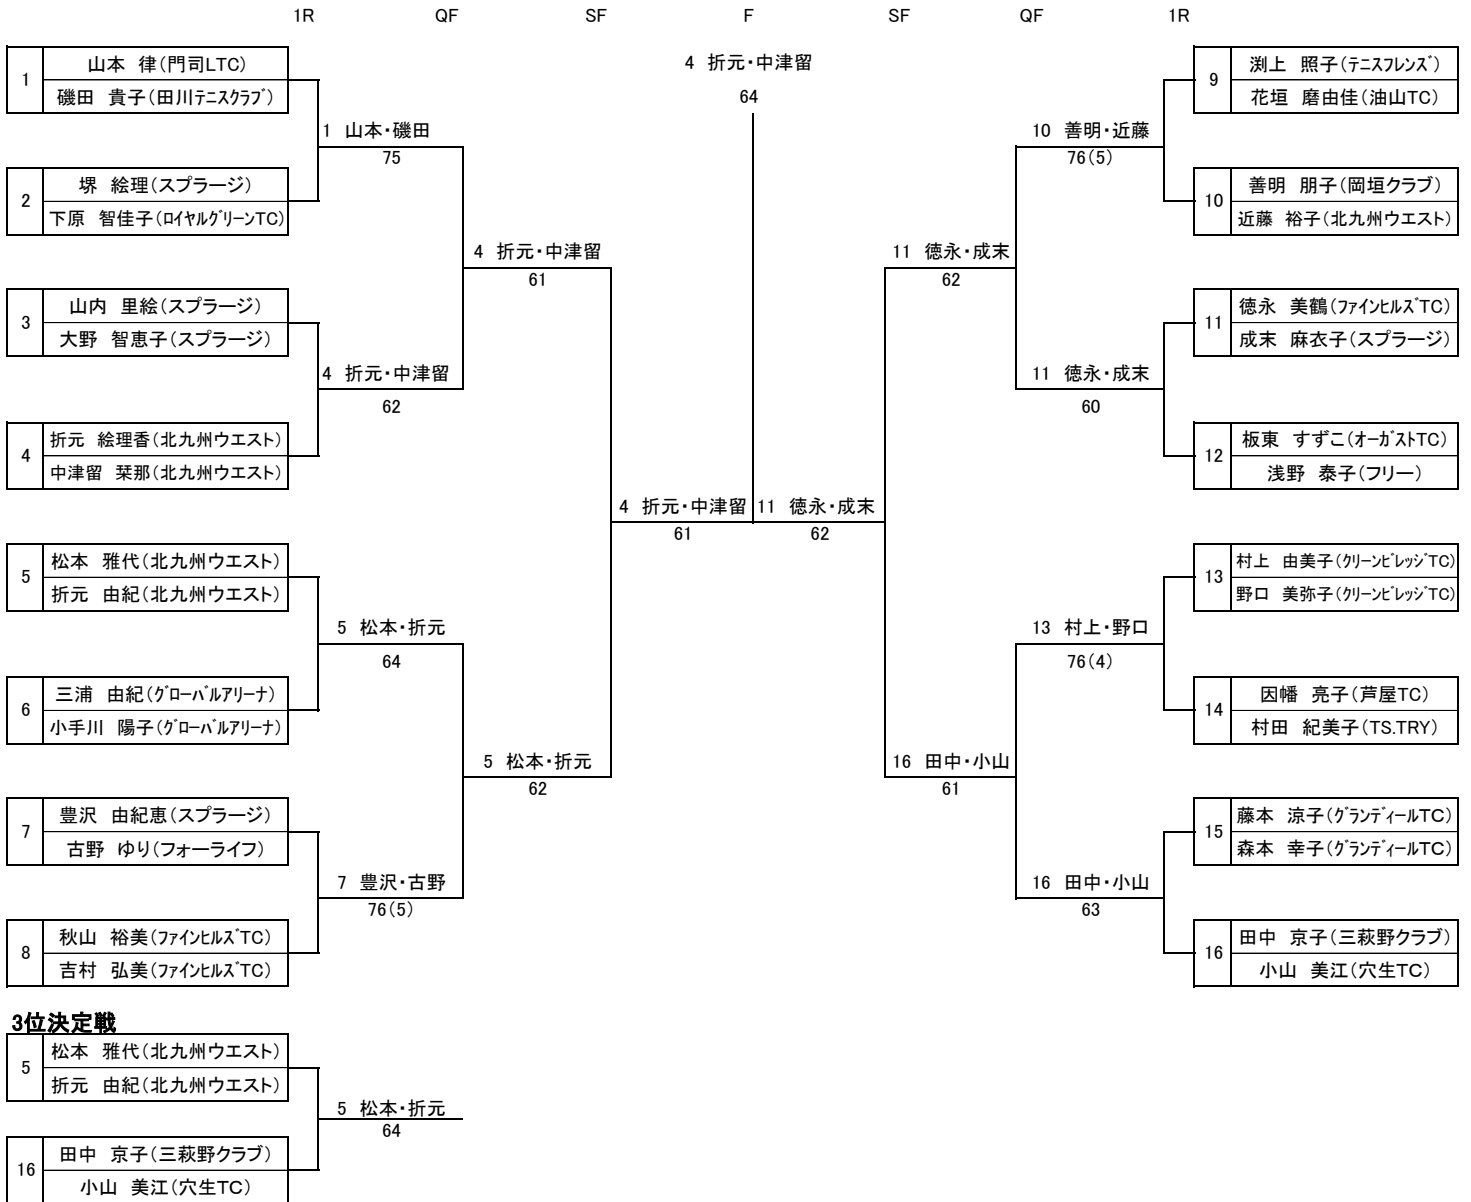 1R QF SF F SF QF 1R
1 山本 律(門司LTC)
磯田 貴子(田川テニスクラブ)
2 堺 絵理(スプラージ)
下原 智佳子(ロイヤルグリーンTC)
3 山内 里絵(スプラージ)
大野 智恵子(スプラージ)
4 折元 絵理香(北九州ウエスト)
中津留 栞那(北九州ウエスト)
5 松本 雅代(北九州ウエスト)
折元 由紀(北九州ウエスト)
6 三浦 由紀(グローバルアリーナ)
小手川 陽子(グローバルアリーナ)
7 豊沢 由紀恵(スプラージ)
古野 ゆり(フォーライフ)
8 秋山 裕美(ファインヒルズTC)
吉村 弘美(ファインヒルズTC)
1 山本・磯田
75
4 折元・中津留
62
5 松本・折元
64
7 豊沢・古野
76(5)
4 折元・中津留
61
5 松本・折元
62
4 折元・中津留
61
4 折元・中津留
64
11 徳永・成末
62
11 徳永・成末
62
16 田中・小山
61
10 善明・近藤
76(5)
11 徳永・成末
60
13 村上・野口
76(4)
16 田中・小山
63
9 渕上 照子(テニスフレンズ)
花垣 磨由佳(油山TC)
10 善明 朋子(岡垣クラブ)
近藤 裕子(北九州ウエスト)
11 徳永 美鶴(ファインヒルズTC)
成末 麻衣子(スプラージ)
12 板東 すずこ(オーガストTC)
浅野 泰子(フリー)
13 村上 由美子(クリーンビレッジTC)
野口 美弥子(クリーンビレッジTC)
14 因幡 亮子(芦屋TC)
村田 紀美子(TS.TRY)
15 藤本 涼子(グランディールTC)
森本 幸子(グランディールTC)
16 田中 京子(三萩野クラブ)
小山 美江(穴生TC)
3位決定戦
5 松本 雅代(北九州ウエスト)
折元 由紀(北九州ウエスト)
16 田中 京子(三萩野クラブ)
小山 美江(穴生TC)
5 松本・折元
64